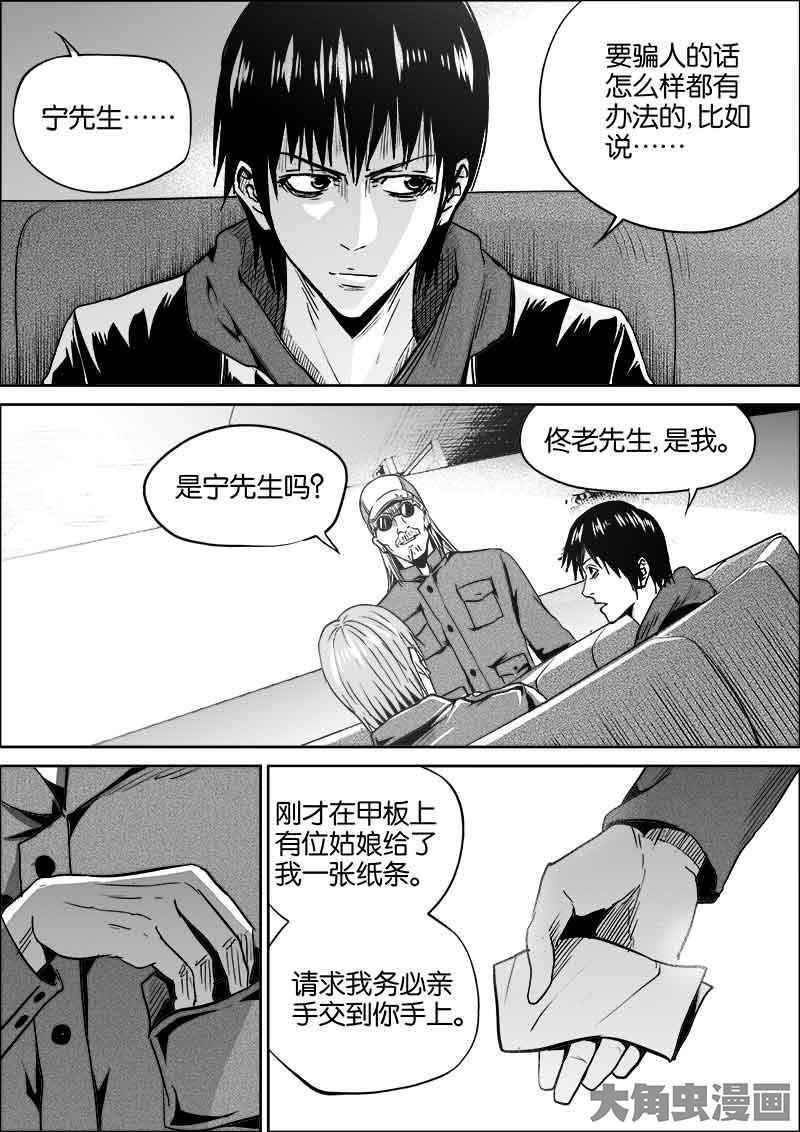 要骗人的话
怎么样都有
办法的,比如
说……
宁先生……
是宁先生吗？
佟老先生,是我。
刚才在甲板上
有位姑娘给了
我一张纸条。
请求我务必亲
手交到你手上。
大角虫漫画